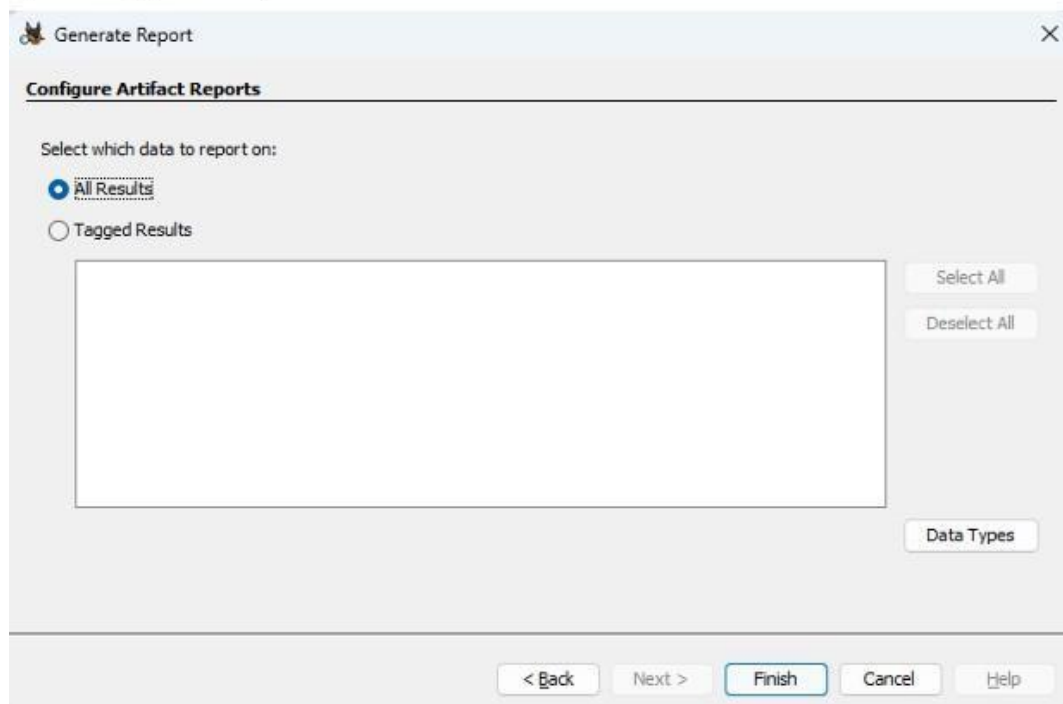 Generate Report
Configure Artifact Reports
Select which data to report on:
All Results
Tagged Results
Select All
Deselect All
Data Types
< Back Next > Finish Cancel Help